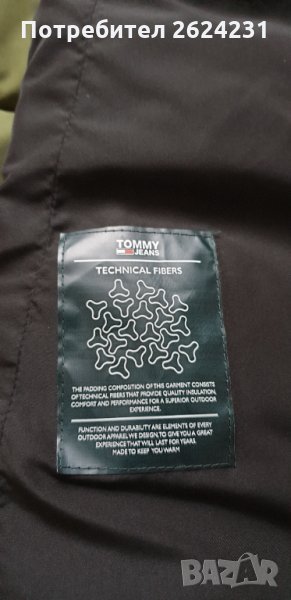 Потребител 2624231
TOMMY
JEANS
TECHNICAL FIBERS
THE PADDING COMPOSITION OF THIS GARMENT CONSISTS
OF TECHNICAL FIBERS THAT PROVIDE QUALITY INSULATION,
COMFORT AND PERFORMANCE FOR A SUPERIOR OUTDOOR
EXPERIENCE.
FUNCTION AND DURABILITY ARE ELEMENTS OF EVERY
OUTDOOR APPAREL WE DESIGN, TO GIVE YOU A GREAT
EXPERIENCE THAT WILL LAST FOR YEARS.
MADE TO KEEP YOU WARM
BAZAR